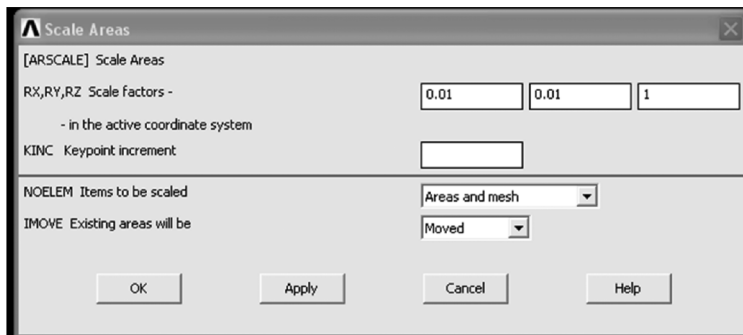 Scale Areas
[ARSCALE] Scale Areas
RX,RY,RZ Scale factors - 0.01 0.01 1
- in the active coordinate system
KINC Keypoint increment
NOELEM Items to be scaled Areas and mesh
IMOVE Existing areas will be Moved
OK Apply Cancel Help